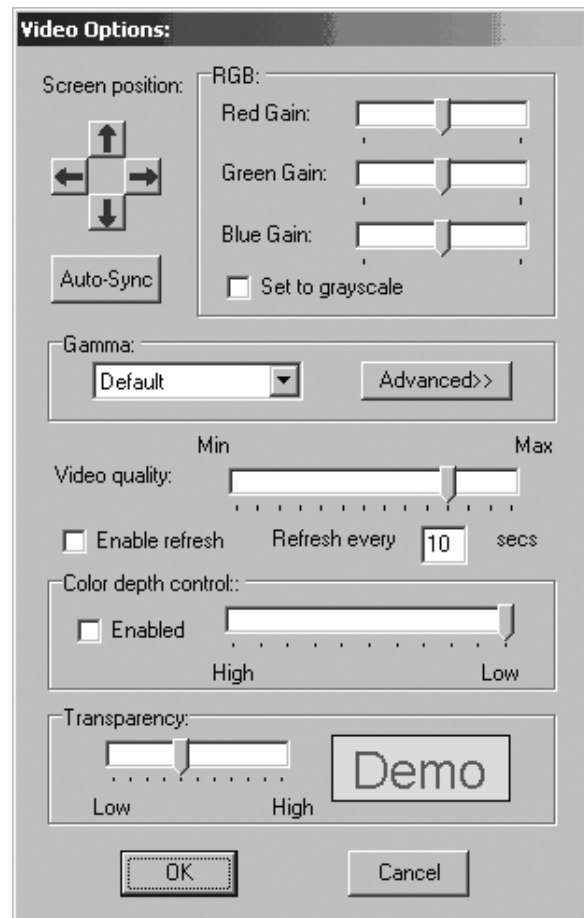 Video Options:
Screen position:
Auto-Sync
RGB:
Red Gain:
Green Gain:
Blue Gain:
Set to grayscale
Gamma:
Default
Advanced>>
Min Max
Video quality:
Enable refresh Refresh every 10 secs
Color depth control::
Enabled
High Low
Transparency:
Low High
Demo
OK Cancel